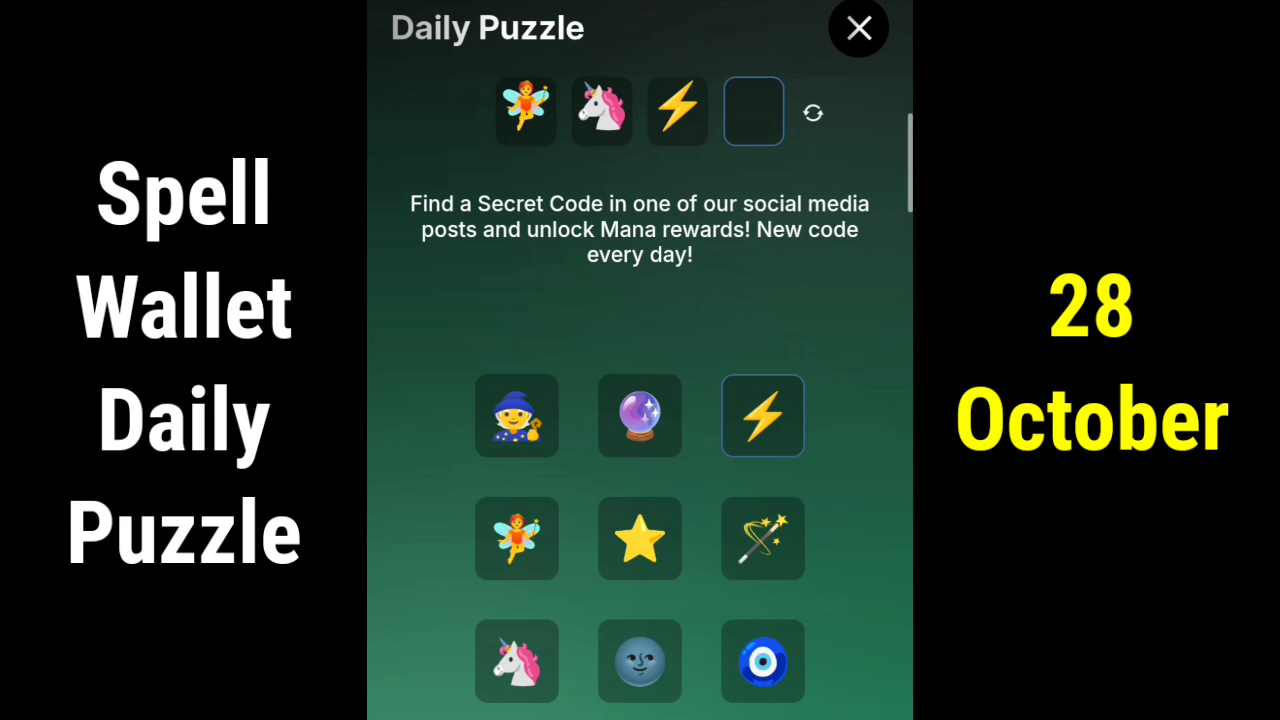 Spell
Wallet
Daily
Puzzle
Daily Puzzle
Find a Secret Code in one of our social media
posts and unlock Mana rewards! New code
every day!
28
October